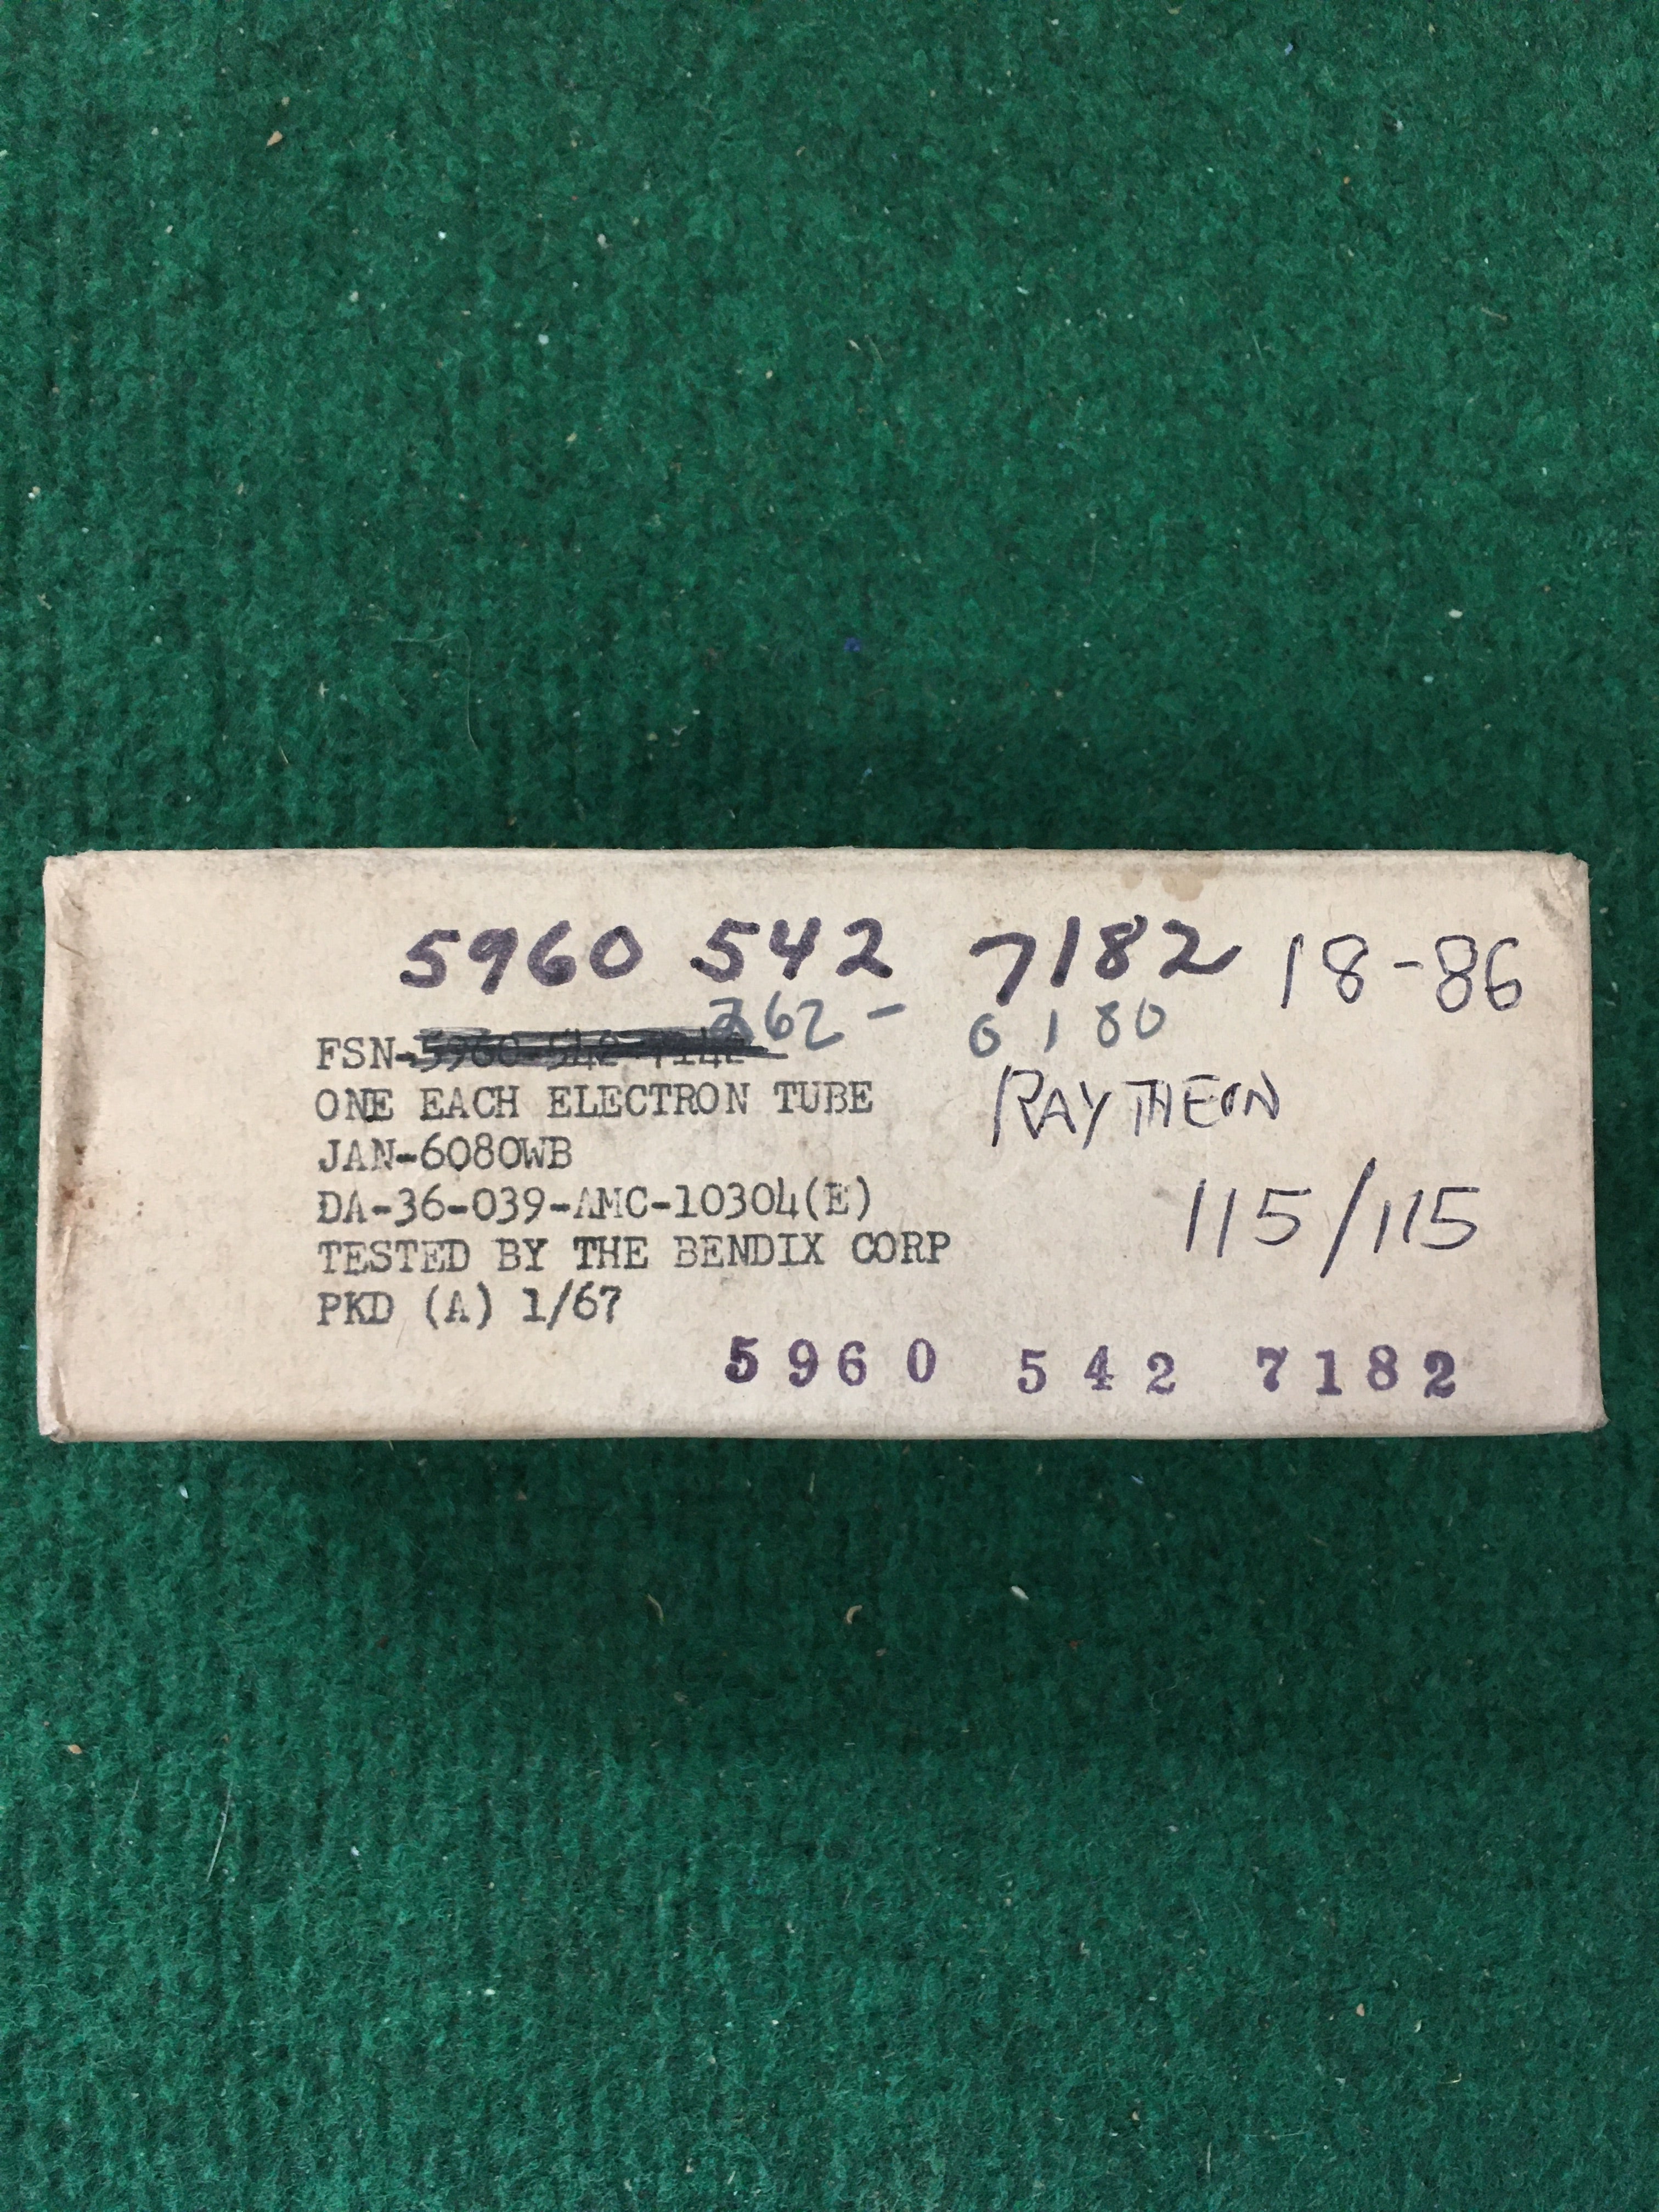 5960 542 7182 18-86
262- 0180
FSN-5960-542-7142
ONE EACH ELECTRON TUBE
RAYTHEON
JAN-6080WB
DA-36-039-AMC-10304(E)
115/115
TESTED BY THE BENDIX CORP
PKD (A) 1/67
5960 542 7182